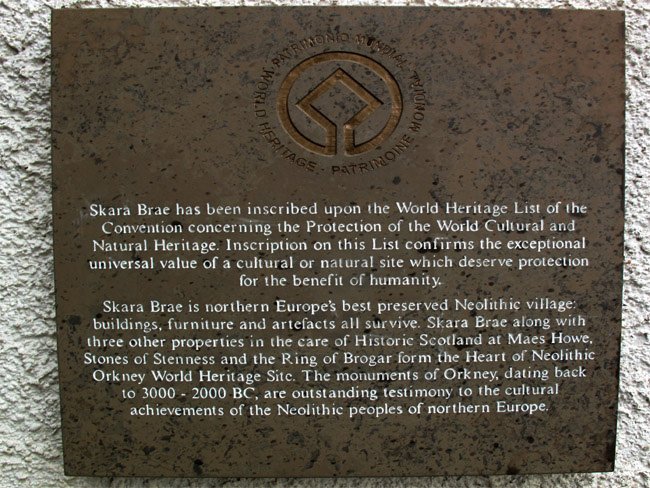 WORLD HERITAGE · PATRIMOINE MONDIAL · PATRIMONIO MUNDIAL
Skara Brae has been inscribed upon the World Heritage List of the
Convention concerning the Protection of the World Cultural and
Natural Heritage. Inscription on this List confirms the exceptional
universal value of a cultural or natural site which deserve protection
for the benefit of humanity.
Skara Brae is northern Europe's best preserved Neolithic village:
buildings, furniture and artefacts all survive. Skara Brae along with
three other properties in the care of Historic Scotland at Maes Howe,
Stones of Stenness and the Ring of Brogar form the Heart of Neolithic
Orkney World Heritage Site. The monuments of Orkney, dating back
to 3000 - 2000 BC, are outstanding testimony to the cultural
achievements of the Neolithic peoples of northern Europe.